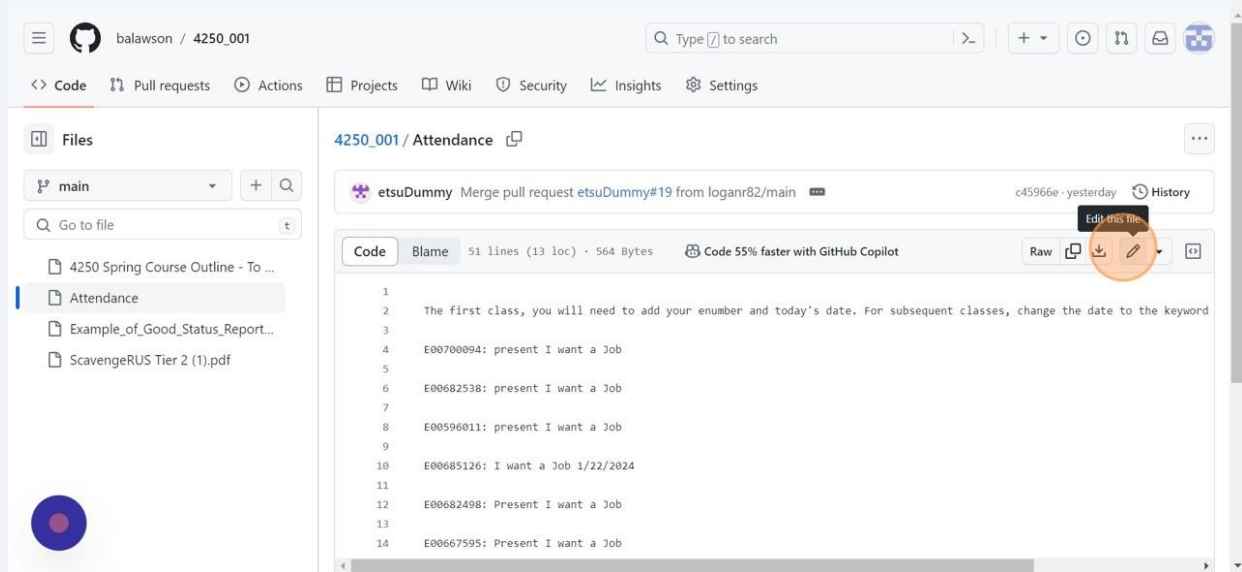 balawson / 4250_001
Type / to search
Code Pull requests Actions Projects Wiki Security Insights Settings
Files
4250_001 / Attendance
main
etsuDummy Merge pull request etsuDummy#19 from loganr82/main
c45966e · yesterday History
Go to file t
Edit this file
Code Blame 51 lines (13 loc) · 564 Bytes Code 55% faster with GitHub Copilot Raw
4250 Spring Course Outline - To ...
Attendance
Example_of_Good_Status_Report...
ScavengeRUS Tier 2 (1).pdf
1
2 The first class, you will need to add your enumber and today's date. For subsequent classes, change the date to the keyword
3
4 E00700094: present I want a Job
5
6 E00682538: present I want a Job
7
8 E00596011: present I want a Job
9
10 E00685126: I want a Job 1/22/2024
11
12 E00682498: Present I want a Job
13
14 E00667595: Present I want a Job